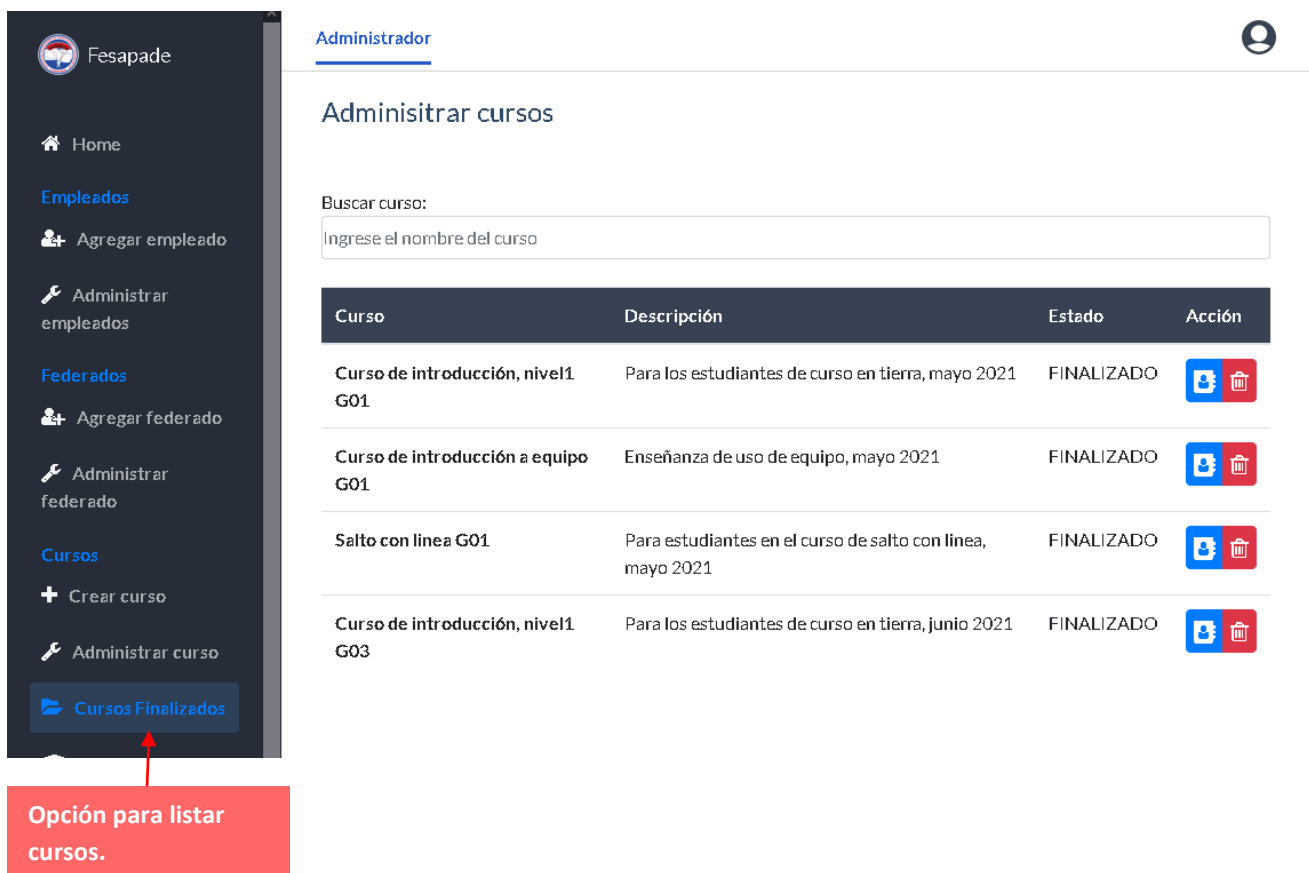 Fesapade
Home
Empleados
Agregar empleado
Administrar
empleados
Federados
Agregar federado
Administrar
federado
Cursos
Crear curso
Administrar curso
Cursos Finalizados
Opción para listar
cursos.
Administrador
Adminisitrar cursos
Buscar curso:
Ingrese el nombre del curso
Curso Descripción Estado Acción
Curso de introducción, nivel1 Para los estudiantes de curso en tierra, mayo 2021 FINALIZADO
G01
Curso de introducción a equipo Enseñanza de uso de equipo, mayo 2021 FINALIZADO
G01
Salto con linea G01 Para estudiantes en el curso de salto con linea, FINALIZADO
mayo 2021
Curso de introducción, nivel1 Para los estudiantes de curso en tierra, junio 2021 FINALIZADO
G03